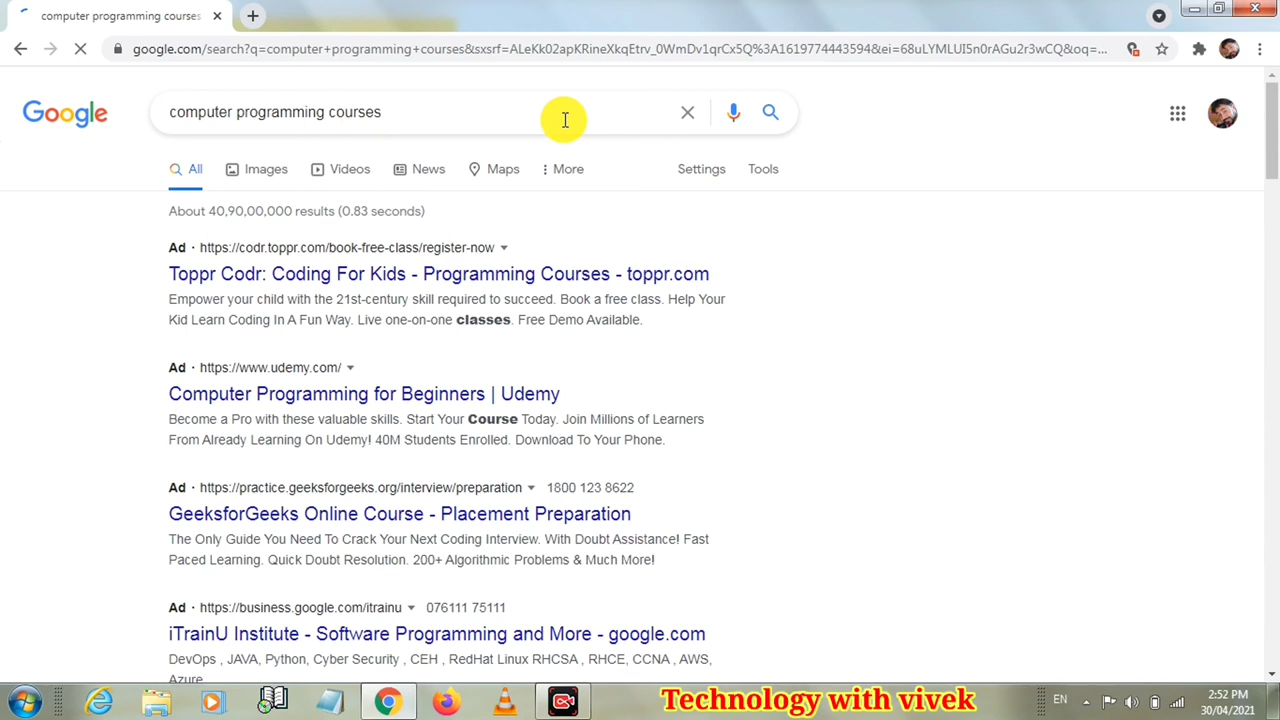 computer programming courses
google.com/search?q=computer+programming+courses&sxsrf=ALeKk02apKRineXkqEtrv_0WmDv1qrCx5Q%3A1619774443594&ei=68uLYMLUI5n0rAGu2r3wCQ&oq=...
Google
computer programming courses
All Images Videos News Maps More Settings Tools
About 40,90,00,000 results (0.83 seconds)
Ad · https://codr.toppr.com/book-free-class/register-now
Toppr Codr: Coding For Kids - Programming Courses - toppr.com
Empower your child with the 21st-century skill required to succeed. Book a free class. Help Your
Kid Learn Coding In A Fun Way. Live one-on-one classes. Free Demo Available.
Ad · https://www.udemy.com/
Computer Programming for Beginners | Udemy
Become a Pro with these valuable skills. Start Your Course Today. Join Millions of Learners
From Already Learning On Udemy! 40M Students Enrolled. Download To Your Phone.
Ad · https://practice.geeksforgeeks.org/interview/preparation 1800 123 8622
GeeksforGeeks Online Course - Placement Preparation
The Only Guide You Need To Crack Your Next Coding Interview. With Doubt Assistance! Fast
Paced Learning. Quick Doubt Resolution. 200+ Algorithmic Problems & Much More!
Ad · https://business.google.com/itrainu 076111 75111
iTrainU Institute - Software Programming and More - google.com
DevOps , JAVA, Python, Cyber Security , CEH , RedHat Linux RHCSA , RHCE, CCNA , AWS,
Azure
Technology with vivek
EN
2:52 PM
30/04/2021